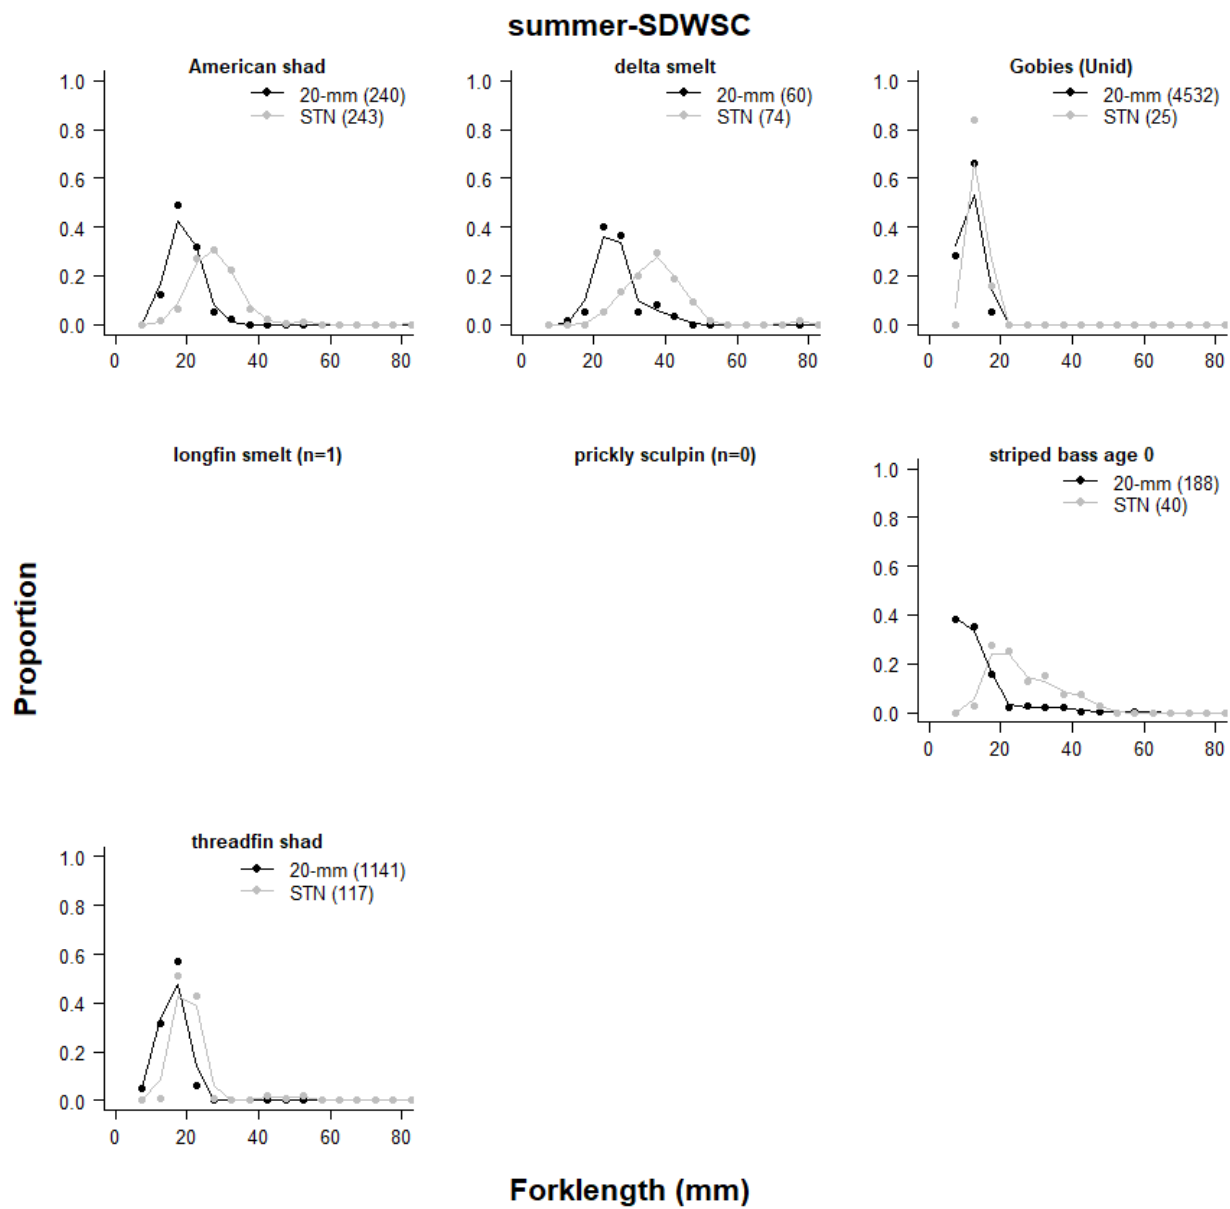 summer-SDWSC
American shad
20-mm (240)
STN (243)
1.0
0.8
0.6
0.4
0.2
0.0
0 20 40 60 80
delta smelt
20-mm (60)
STN (74)
1.0
0.8
0.6
0.4
0.2
0.0
0 20 40 60 80
Gobies (Unid)
20-mm (4532)
STN (25)
1.0
0.8
0.6
0.4
0.2
0.0
0 20 40 60 80
longfin smelt (n=1)
prickly sculpin (n=0)
striped bass age 0
20-mm (188)
STN (40)
1.0
0.8
0.6
0.4
0.2
0.0
0 20 40 60 80
Proportion
threadfin shad
20-mm (1141)
STN (117)
1.0
0.8
0.6
0.4
0.2
0.0
0 20 40 60 80
Forklength (mm)